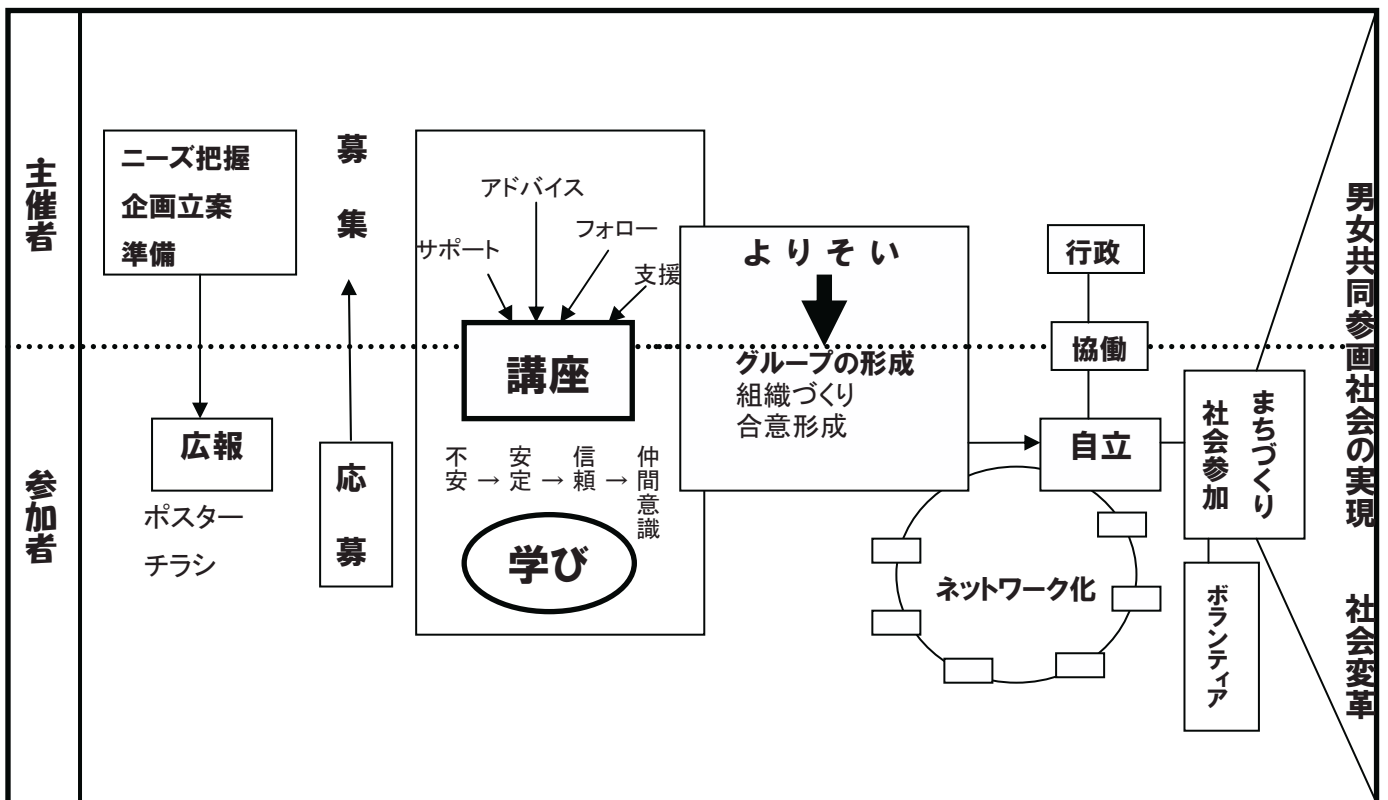 主催者
参加者
ニーズ把握
企画立案
準備
広報
ポスター
チラシ
募集
応募
アドバイス
サポート
フォロー
支援
講座
不安 → 安定 → 信頼 → 仲間意識
学び
よりそい
グループの形成
組織づくり
合意形成
行政
協働
自立
ネットワーク化
まちづくり
社会参加
ボランティア
男女共同参画社会の実現
社会変革